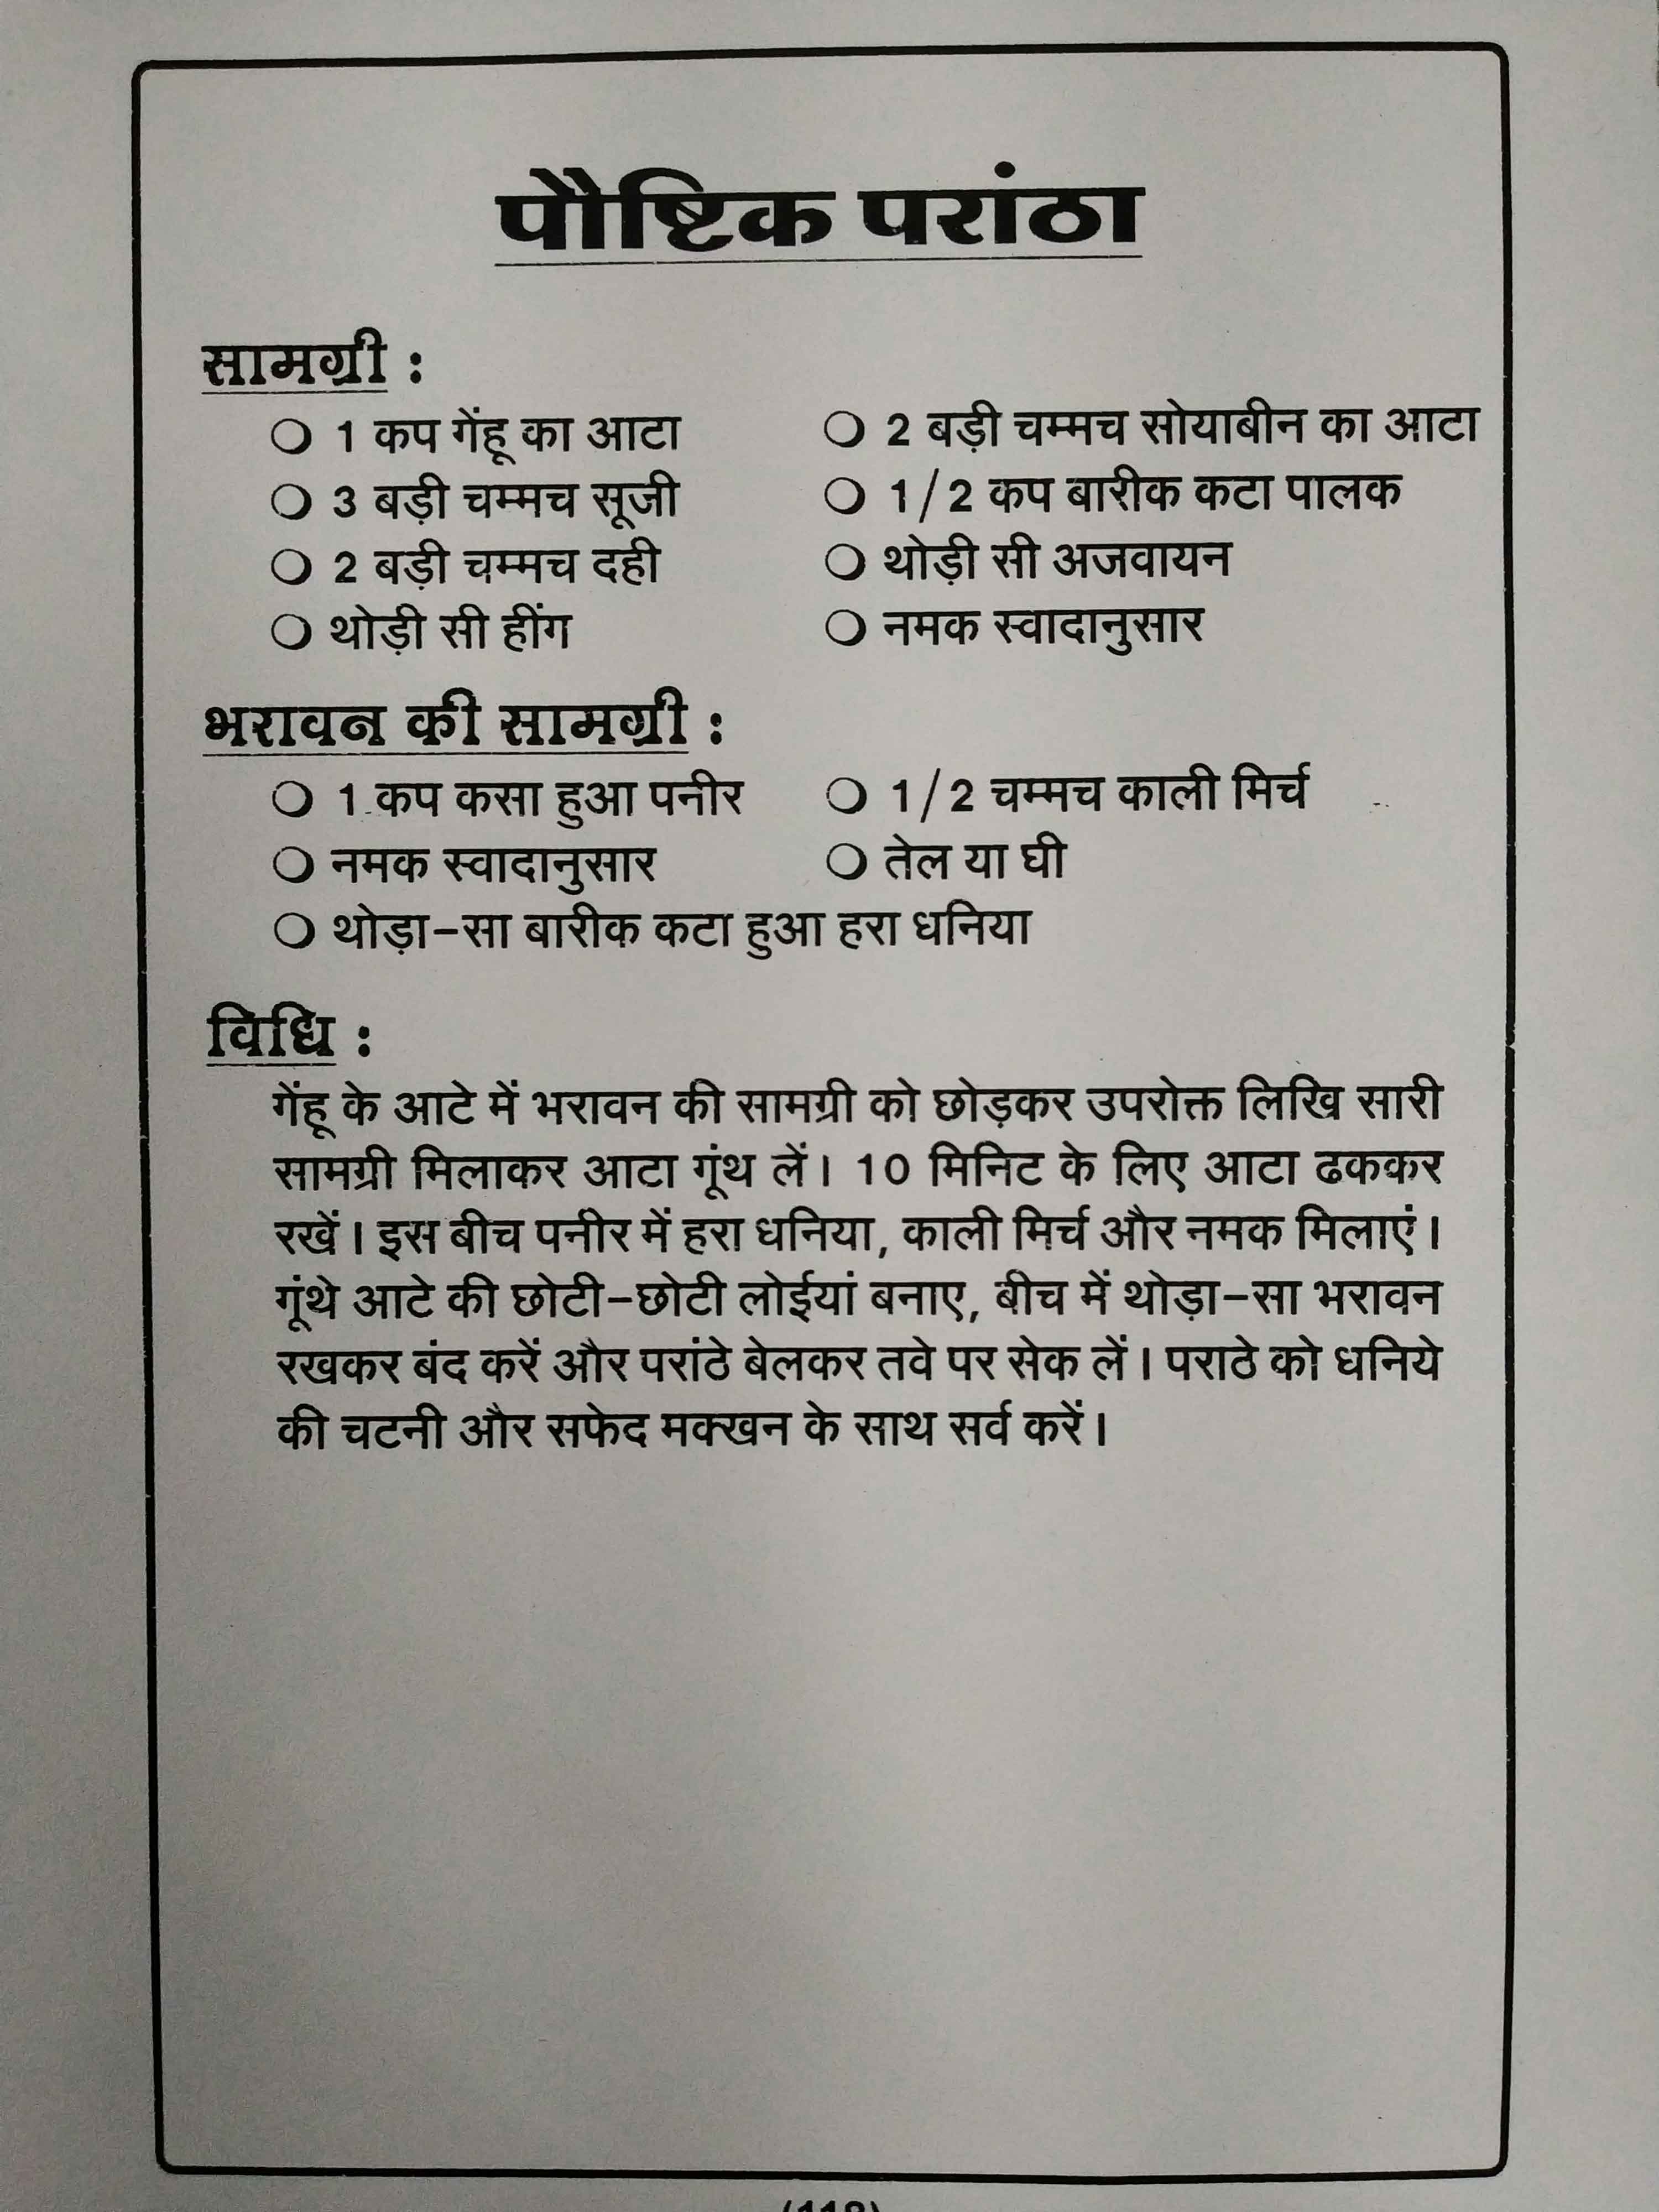 पौष्टिक परांठा
सामग्री :
○ 1 कप गेंहू का आटा ○ 2 बड़ी चम्मच सोयाबीन का आटा
○ 3 बड़ी चम्मच सूजी ○ 1/2 कप बारीक कटा पालक
○ 2 बड़ी चम्मच दही ○ थोड़ी सी अजवायन
○ थोड़ी सी हींग ○ नमक स्वादानुसार
भरावन की सामग्री :
○ 1 कप कसा हुआ पनीर ○ 1/2 चम्मच काली मिर्च
○ नमक स्वादानुसार ○ तेल या घी
○ थोड़ा-सा बारीक कटा हुआ हरा धनिया
विधि :
गेंहू के आटे में भरावन की सामग्री को छोड़कर उपरोक्त लिखि सारी
सामग्री मिलाकर आटा गूंथ लें। 10 मिनिट के लिए आटा ढककर
रखें। इस बीच पनीर में हरा धनिया, काली मिर्च और नमक मिलाएं।
गूंथे आटे की छोटी-छोटी लोईयां बनाए, बीच में थोड़ा-सा भरावन
रखकर बंद करें और परांठे बेलकर तवे पर सेक लें। पराठे को धनिये
की चटनी और सफेद मक्खन के साथ सर्व करें।